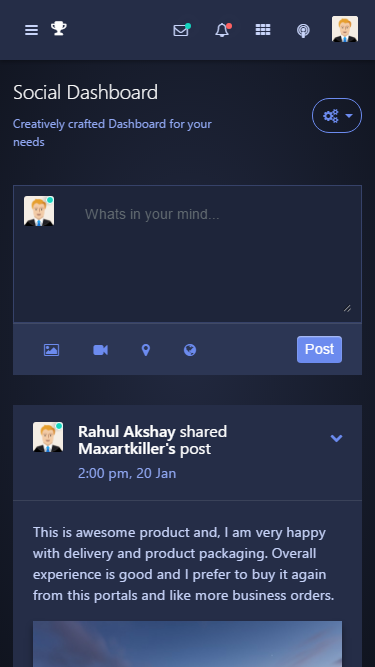 Social Dashboard
Creatively crafted Dashboard for your
needs
Whats in your mind...
Post
Rahul Akshay shared
Maxartkiller's post
2:00 pm, 20 Jan
This is awesome product and, I am very happy
with delivery and product packaging. Overall
experience is good and I prefer to buy it again
from this portals and like more business orders.